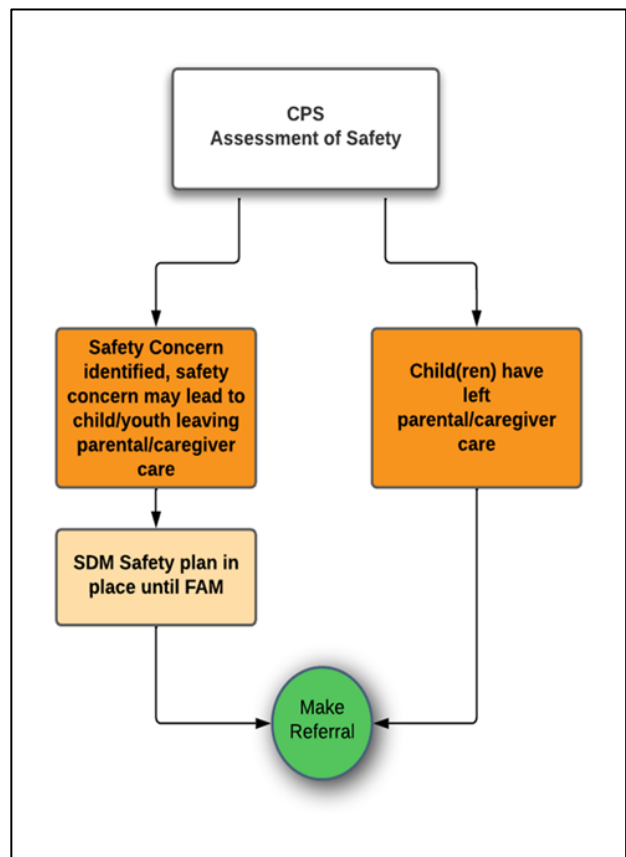 CPS
Assessment of Safety
Safety Concern
identified, safety
concern may lead to
child/youth leaving
parental/caregiver
care
Child(ren) have
left
parental/caregiver
care
SDM Safety plan in
place until FAM
Make
Referral